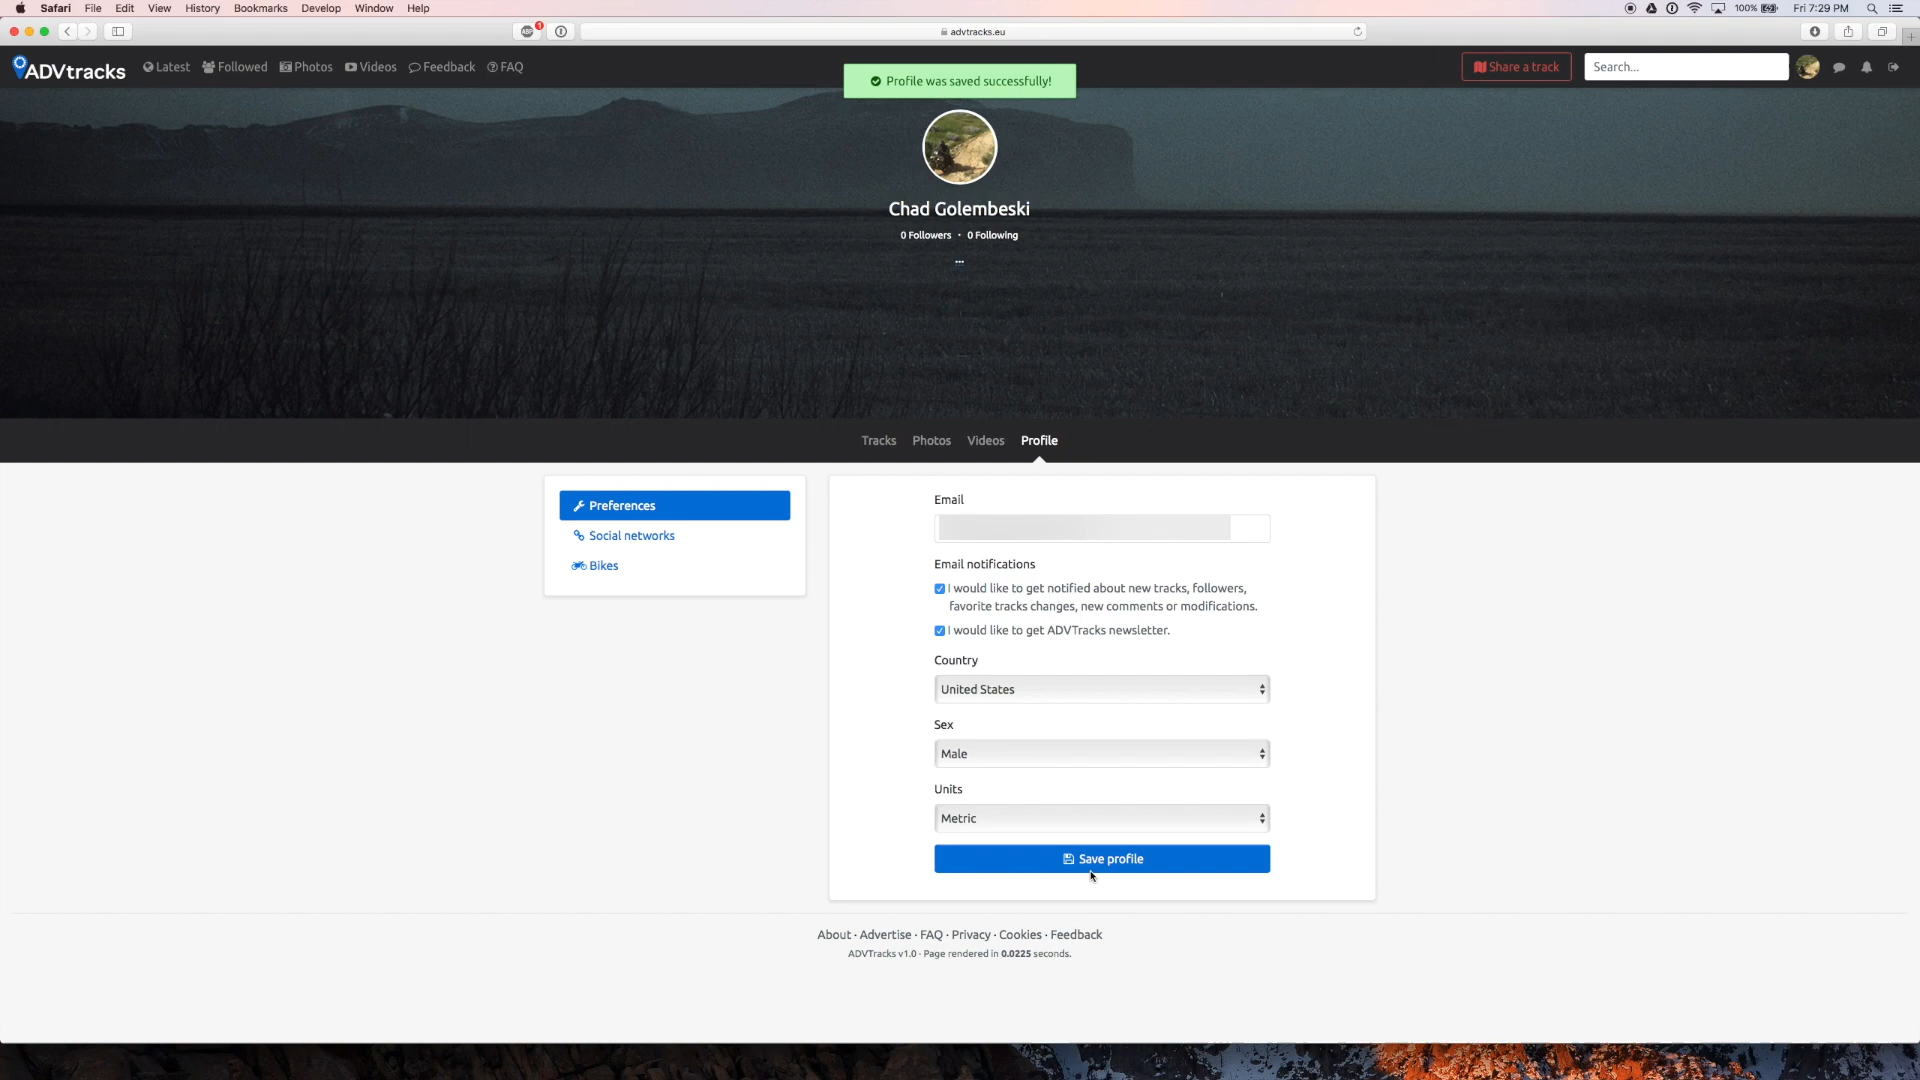 Safari File Edit View History Bookmarks Develop Window Help 100% Fri 7:29 PM
ABP 1 advtracks.eu
ADVtracks Latest Followed Photos Videos Feedback FAQ Share a track Search...
Profile was saved successfully!
Chad Golembeski
0 Followers · 0 Following
...
Tracks Photos Videos Profile
Preferences
Social networks
Bikes
Email
Email notifications
I would like to get notified about new tracks, followers,
favorite tracks changes, new comments or modifications.
I would like to get ADVTracks newsletter.
Country
United States
Sex
Male
Units
Metric
Save profile
About · Advertise · FAQ · Privacy · Cookies · Feedback
ADVTracks v1.0 - Page rendered in 0.0225 seconds.